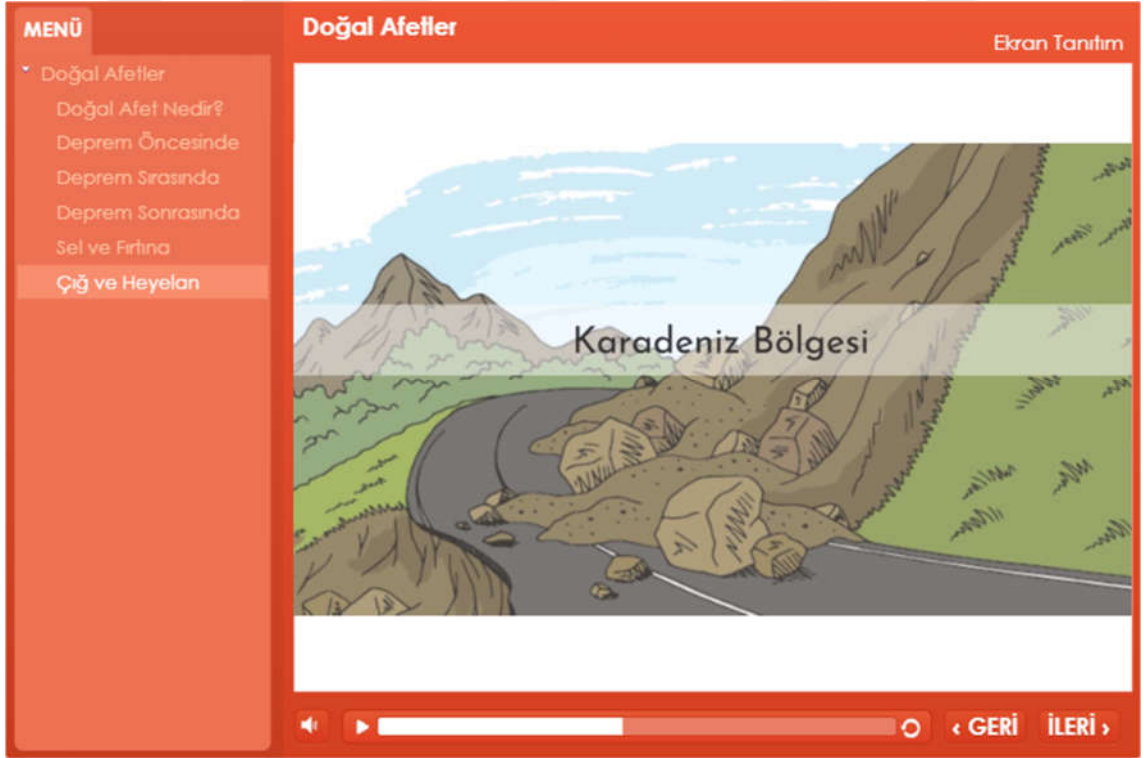 MENÜ
Doğal Afetler
Doğal Afet Nedir?
Deprem Öncesinde
Deprem Sırasında
Deprem Sonrasında
Sel ve Fırtına
Çığ ve Heyelan
Doğal Afetler
Ekran Tanıtım
Karadeniz Bölgesi
‹ GERİ
İLERİ ›